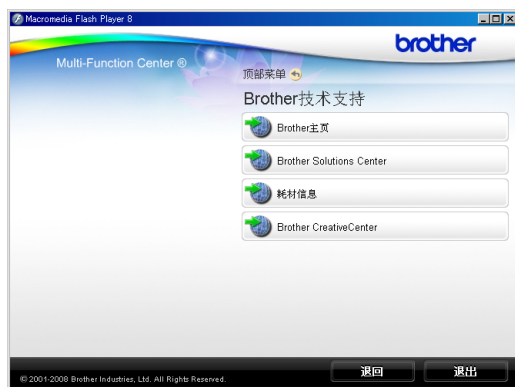 Macromedia Flash Player 8
brother
Multi-Function Center ®
顶部菜单
Brother技术支持
Brother主页
Brother Solutions Center
耗材信息
Brother CreativeCenter
© 2001-2008 Brother Industries, Ltd. All Rights Reserved.
退回
退出